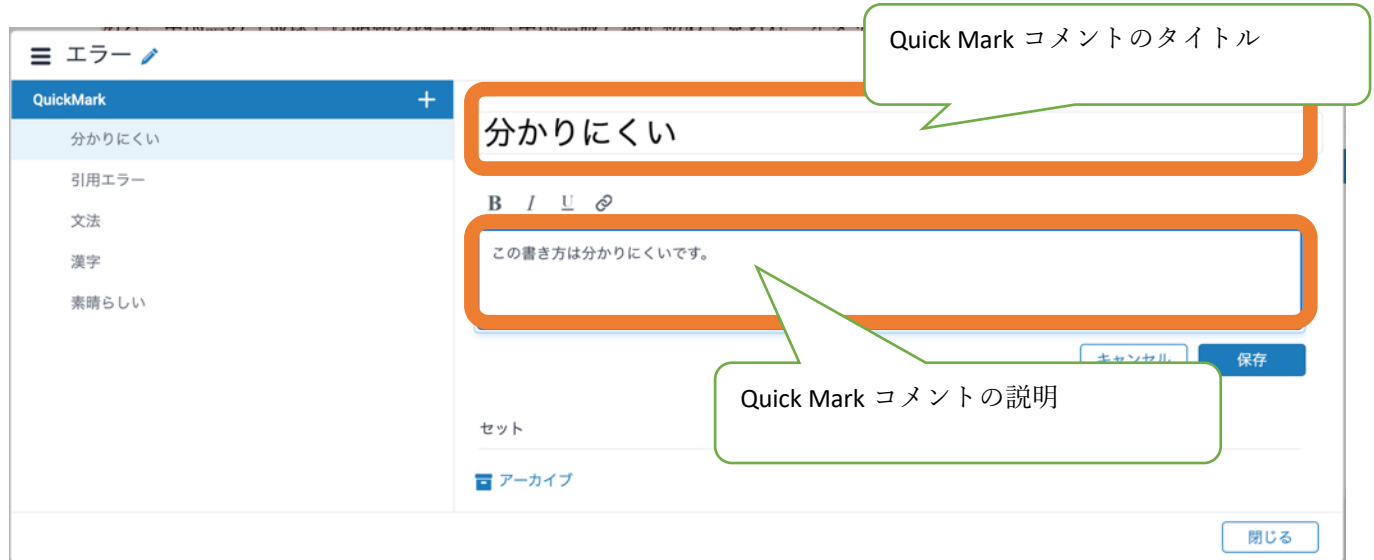 Quick Mark コメントのタイトル
エラー
QuickMark
分かりにくい
引用エラー
文法
漢字
素晴らしい
分かりにくい
B I U
この書き方は分かりにくいです。
キャンセル 保存
Quick Mark コメントの説明
セット
アーカイブ
閉じる